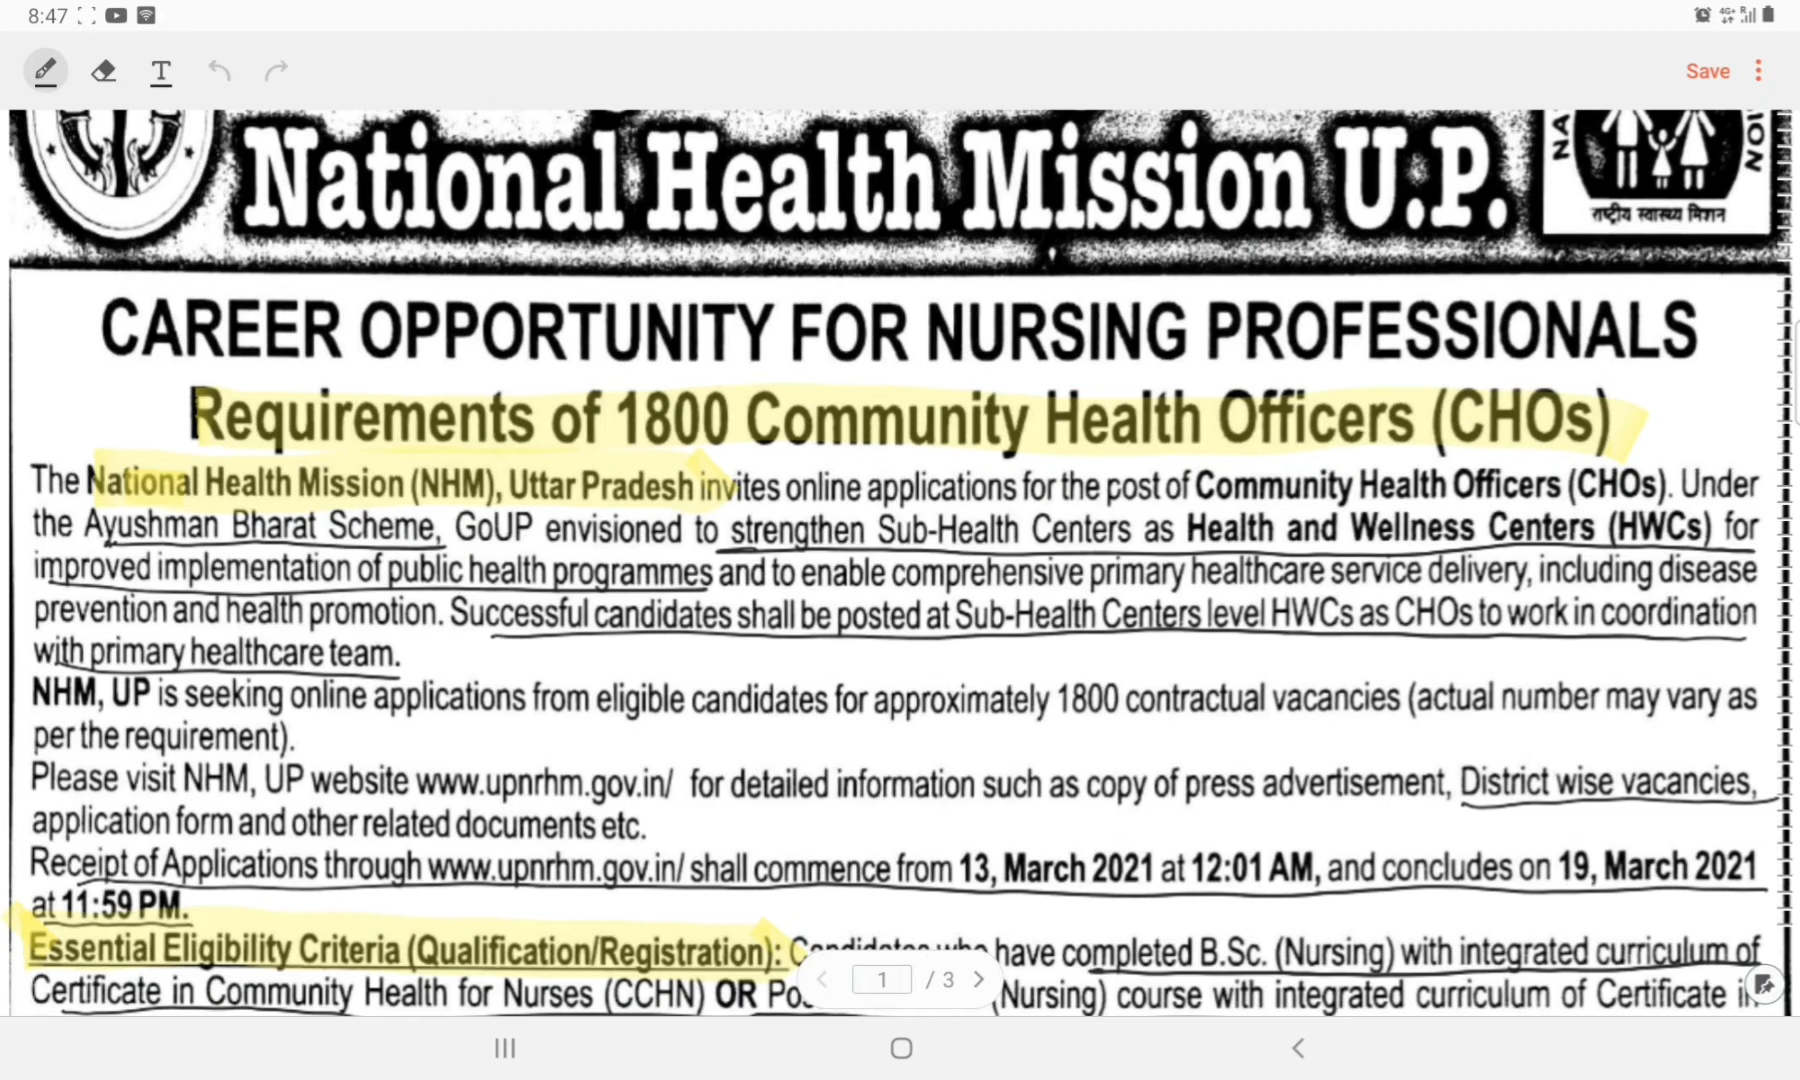 8:47
4G+ R
T
Save
National Health Mission U.P.
NA
ION
राष्ट्रीय स्वास्थ्य मिशन
CAREER OPPORTUNITY FOR NURSING PROFESSIONALS
Requirements of 1800 Community Health Officers (CHOs)
The National Health Mission (NHM), Uttar Pradesh invites online applications for the post of Community Health Officers (CHOs). Under
the Ayushman Bharat Scheme, GoUP envisioned to strengthen Sub-Health Centers as Health and Wellness Centers (HWCs) for
improved implementation of public health programmes and to enable comprehensive primary healthcare service delivery, including disease
prevention and health promotion. Successful candidates shall be posted at Sub-Health Centers level HWCs as CHOs to work in coordination
with primary healthcare team.
NHM, UP is seeking online applications from eligible candidates for approximately 1800 contractual vacancies (actual number may vary as
per the requirement).
Please visit NHM, UP website www.upnrhm.gov.in/ for detailed information such as copy of press advertisement, District wise vacancies,
application form and other related documents etc.
Receipt of Applications through www.upnrhm.gov.in/ shall commence from 13, March 2021 at 12:01 AM, and concludes on 19, March 2021
at 11:59 PM.
Essential Eligibility Criteria (Qualification/Registration): Candidates who have completed B.Sc. (Nursing) with integrated curriculum of
Certificate in Community Health for Nurses (CCHN) OR (Nursing) course with integrated curriculum of Certificate in
1 / 3